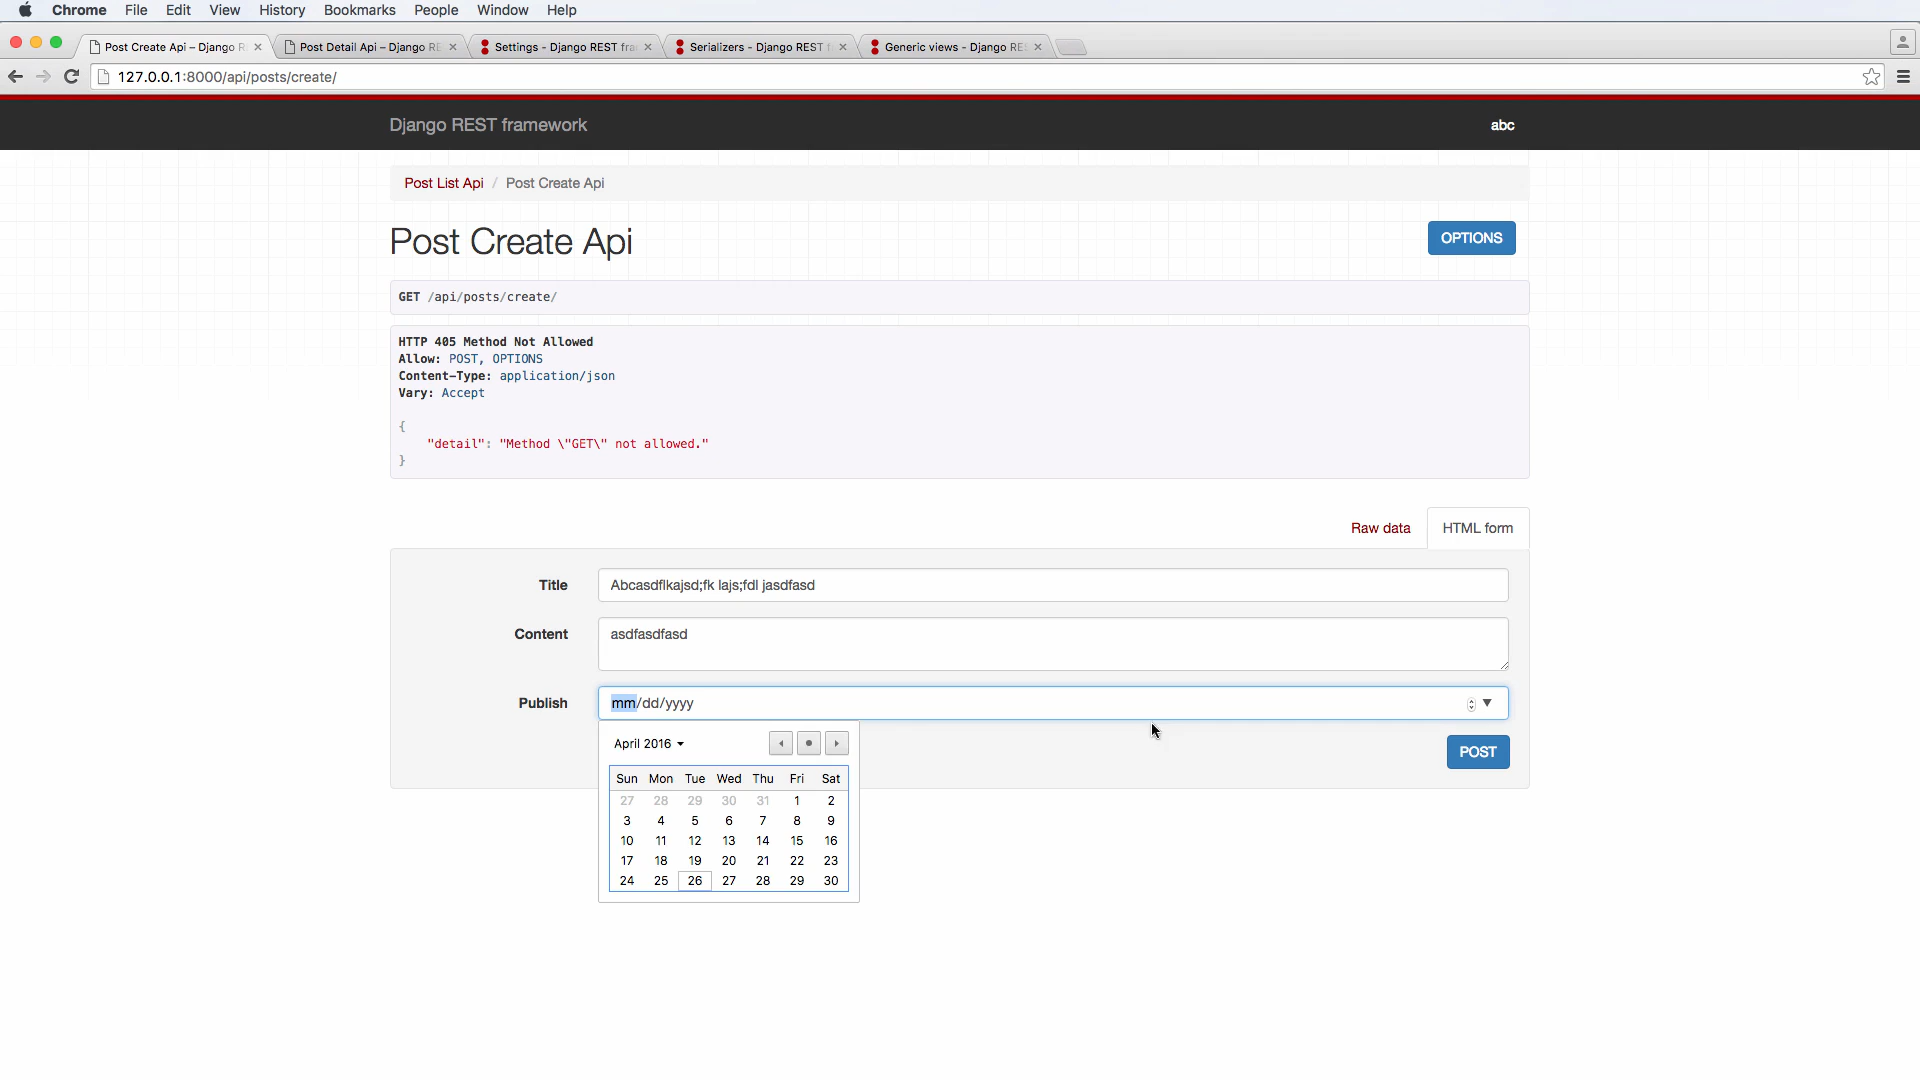 Chrome File Edit View History Bookmarks People Window Help
Post Create Api – Django R
Post Detail Api – Django RE
Settings - Django REST fra
Serializers - Django REST f
Generic views - Django RE
127.0.0.1:8000/api/posts/create/
Django REST framework
abc
Post List Api / Post Create Api
Post Create Api
OPTIONS
GET /api/posts/create/
HTTP 405 Method Not Allowed
Allow: POST, OPTIONS
Content-Type: application/json
Vary: Accept
{
"detail": "Method \"GET\" not allowed."
}
Raw data
HTML form
Title
Abcasdflkajsd;fk lajs;fdl jasdfasd
Content
asdfasdfasd
Publish
mm/dd/yyyy
April 2016
POST
Sun Mon Tue Wed Thu Fri Sat
27 28 29 30 31 1 2
3 4 5 6 7 8 9
10 11 12 13 14 15 16
17 18 19 20 21 22 23
24 25 26 27 28 29 30